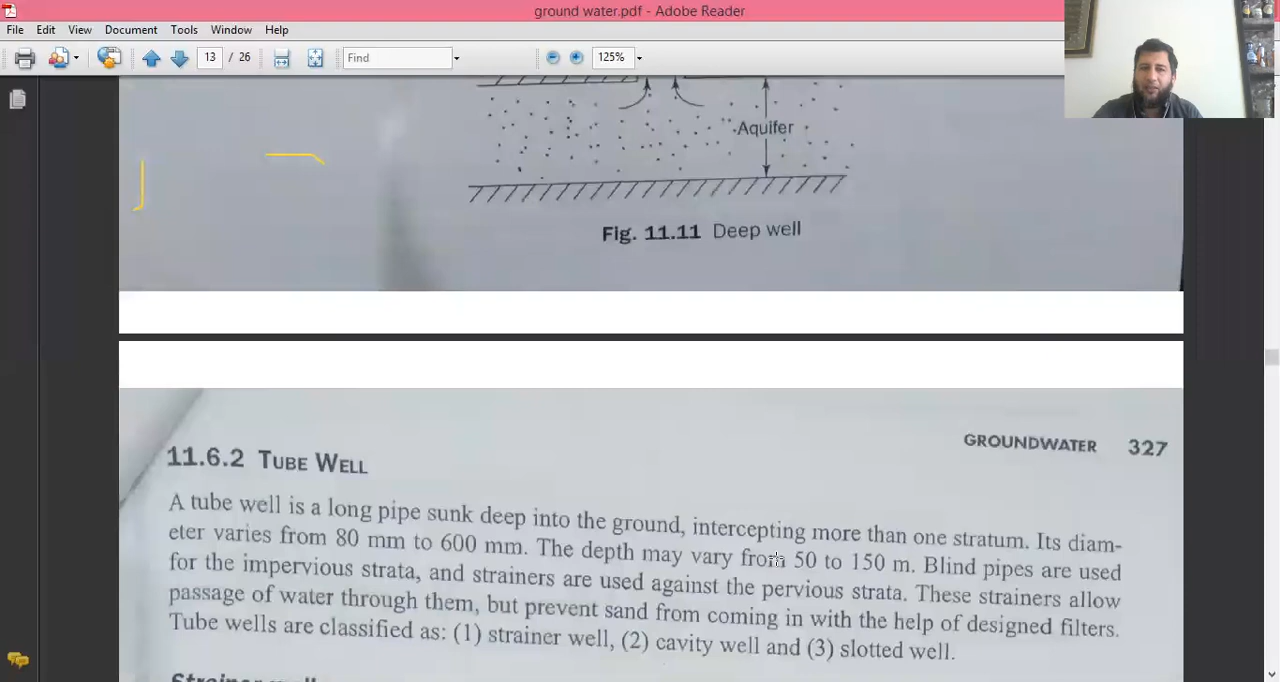 ground water.pdf - Adobe Reader
File Edit View Document Tools Window Help
13 / 26 Find 125%
Aquifer
Fig. 11.11 Deep well
GROUNDWATER 327
11.6.2 TUBE WELL
A tube well is a long pipe sunk deep into the ground, intercepting more than one stratum. Its diam-
eter varies from 80 mm to 600 mm. The depth may vary from 50 to 150 m. Blind pipes are used
for the impervious strata, and strainers are used against the pervious strata. These strainers allow
passage of water through them, but prevent sand from coming in with the help of designed filters.
Tube wells are classified as: (1) strainer well, (2) cavity well and (3) slotted well.
Strainer well